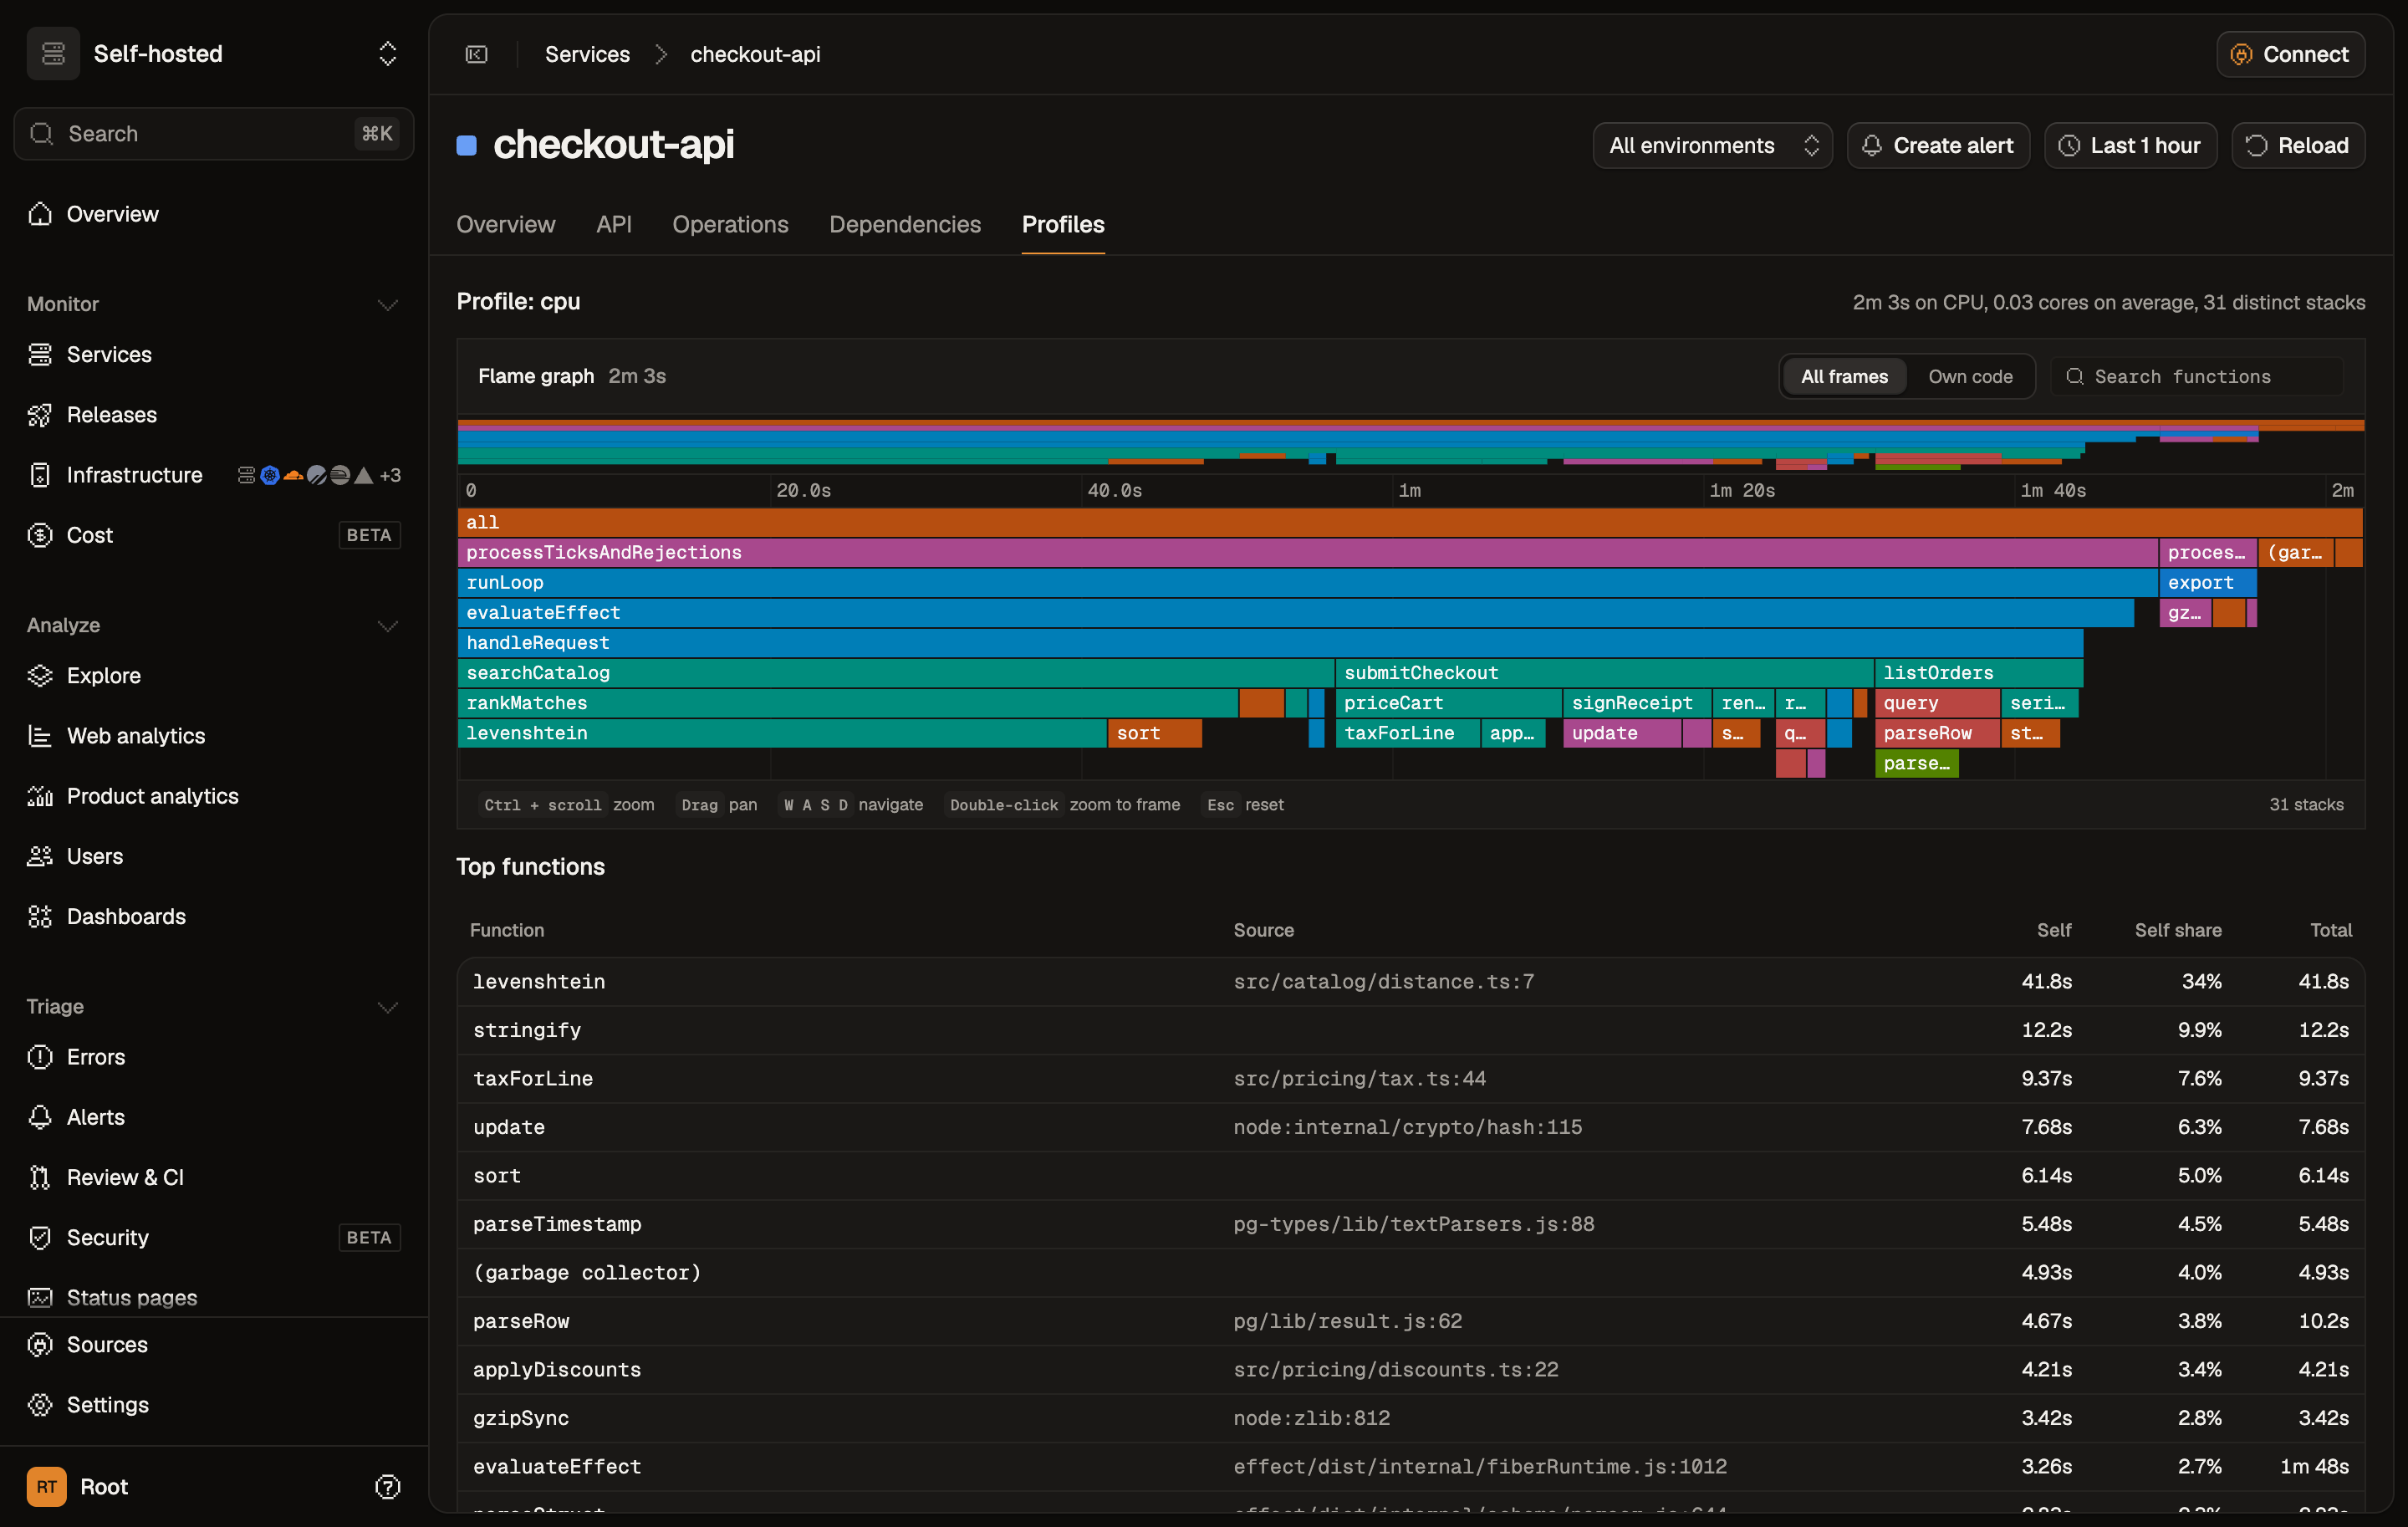 Self-hosted
Search ⌘K
Overview
Monitor
Services
Releases
Infrastructure +3
Cost BETA
Analyze
Explore
Web analytics
Product analytics
Users
Dashboards
Triage
Errors
Alerts
Review & CI
Security BETA
Status pages
Sources
Settings
RT Root
Services checkout-api
Connect
checkout-api
All environments
Create alert
Last 1 hour
Reload
Overview API Operations Dependencies Profiles
Profile: cpu
2m 3s on CPU, 0.03 cores on average, 31 distinct stacks
Flame graph 2m 3s
All frames Own code
Search functions
0 20.0s 40.0s 1m 1m 20s 1m 40s 2m
all
processTicksAndRejections proces… (gar…
runLoop export
evaluateEffect gz…
handleRequest
searchCatalog submitCheckout listOrders
rankMatches priceCart signReceipt ren… r… query seri…
levenshtein sort taxForLine app… update s… q… parseRow st…
parse…
Ctrl + scroll zoom Drag pan W A S D navigate Double-click zoom to frame Esc reset
31 stacks
Top functions
Function Source Self Self share Total
levenshtein src/catalog/distance.ts:7 41.8s 34% 41.8s
stringify 12.2s 9.9% 12.2s
taxForLine src/pricing/tax.ts:44 9.37s 7.6% 9.37s
update node:internal/crypto/hash:115 7.68s 6.3% 7.68s
sort 6.14s 5.0% 6.14s
parseTimestamp pg-types/lib/textParsers.js:88 5.48s 4.5% 5.48s
(garbage collector) 4.93s 4.0% 4.93s
parseRow pg/lib/result.js:62 4.67s 3.8% 10.2s
applyDiscounts src/pricing/discounts.ts:22 4.21s 3.4% 4.21s
gzipSync node:zlib:812 3.42s 2.8% 3.42s
evaluateEffect effect/dist/internal/fiberRuntime.js:1012 3.26s 2.7% 1m 48s